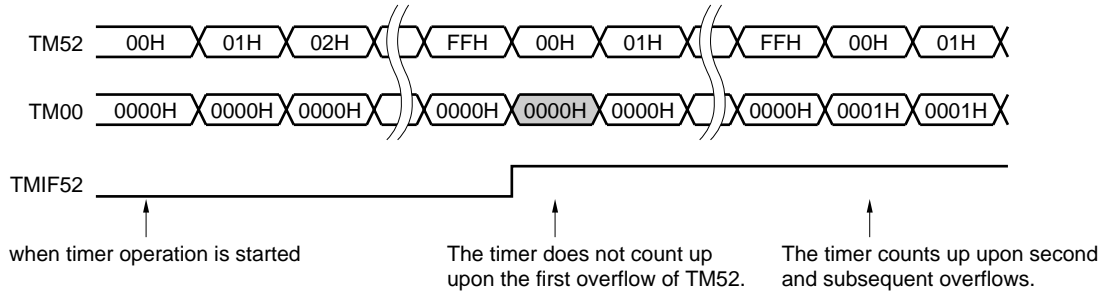 TM52 00H 01H 02H FFH 00H 01H FFH 00H 01H
TM00 0000H 0000H 0000H 0000H 0000H 0000H 0000H 0001H 0001H
TMIF52
when timer operation is started
The timer does not count up
upon the first overflow of TM52.
The timer counts up upon second
and subsequent overflows.